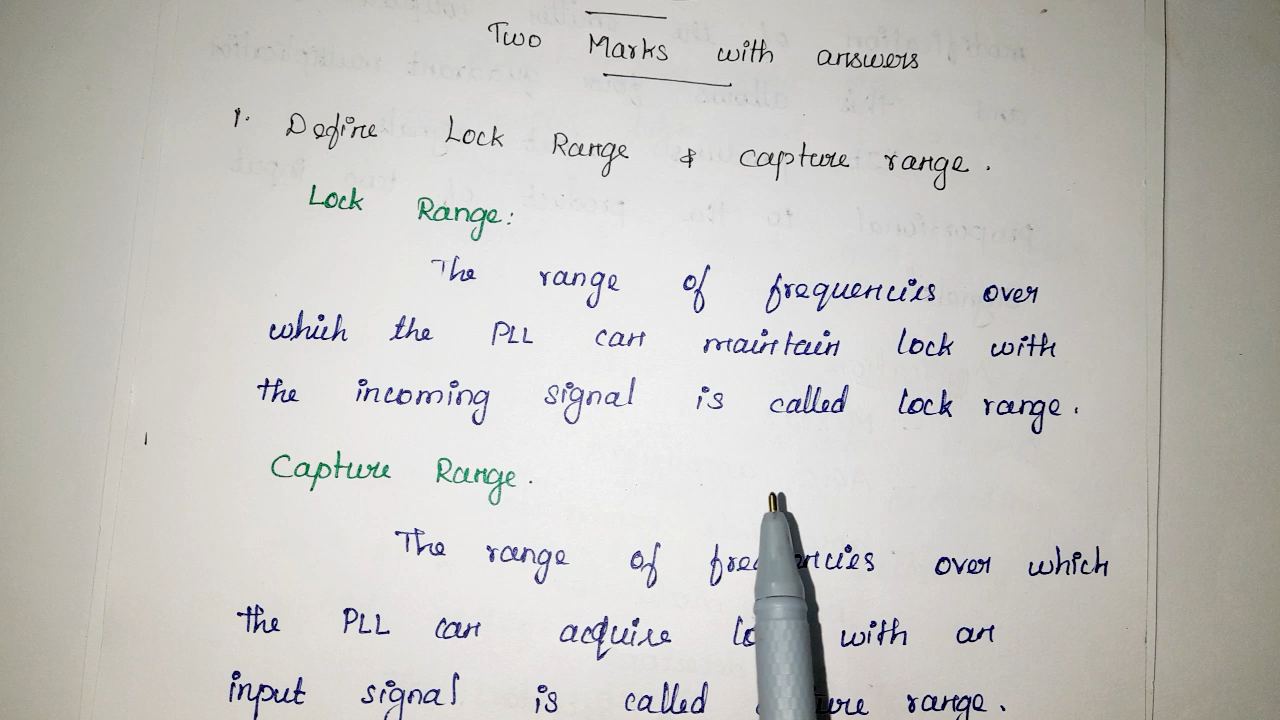 Two Marks with answers
1. Define Lock Range & capture range.
Lock Range:
The range of frequencies over
which the PLL can maintain lock with
the incoming signal is called lock range.
Capture Range.
The range of over which
the PLL can acquire with an
input signal is called range.